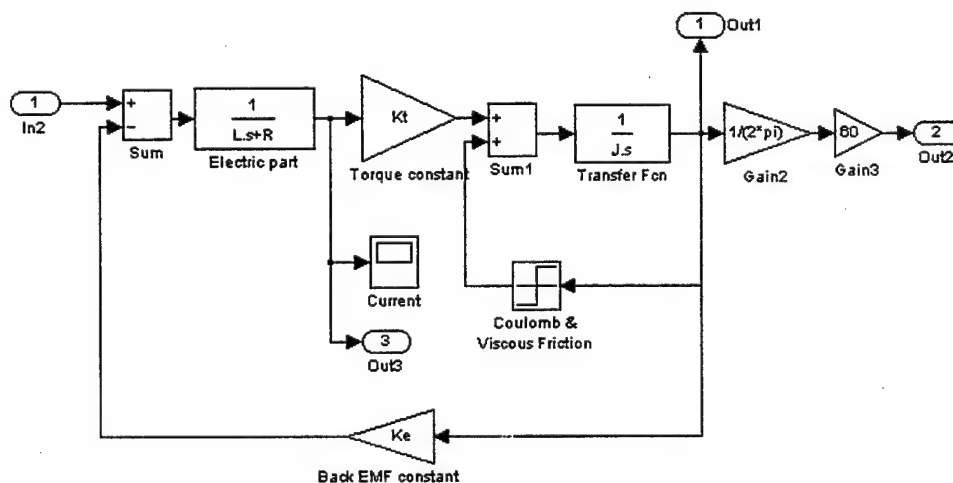 1
Out1
1
In2
+
−
Sum
1
L.s+R
Electric part
Kt
Torque constant
+
+
Sum1
1
J.s
Transfer Fcn
1/(2*pi)
Gain2
60
Gain3
2
Out2
Current
Coulomb &
Viscous Friction
3
Out3
Ke
Back EMF constant